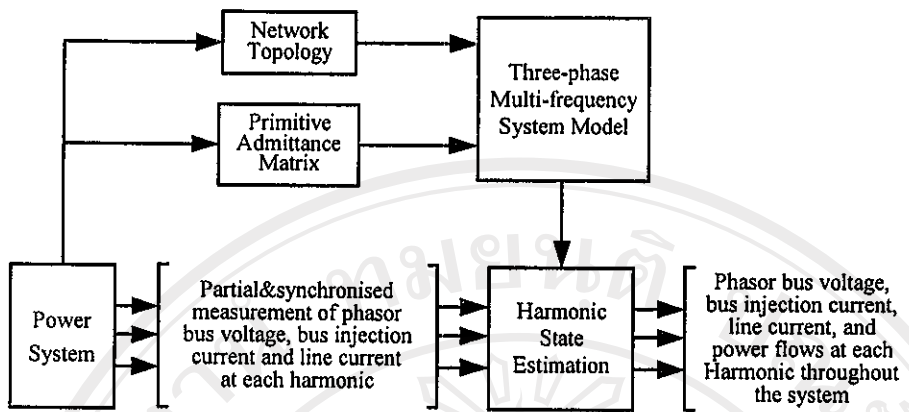 Network
Topology
Primitive
Admittance
Matrix
Three-phase
Multi-frequency
System Model
Power
System
Partial&synchronised
measurement of phasor
bus voltage, bus injection
current and line current
at each harmonic
Harmonic
State
Estimation
Phasor bus voltage,
bus injection current,
line current, and
power flows at each
Harmonic throughout
the system